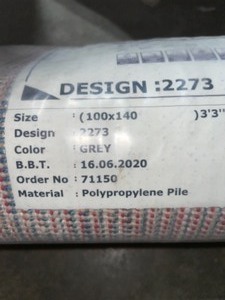 DESIGN :2273
Size : (100x140 )3'3"
Design : 2273
Color : GREY
B.B.T. : 16.06.2020
Order No : 71150
Material : Polypropylene Pile